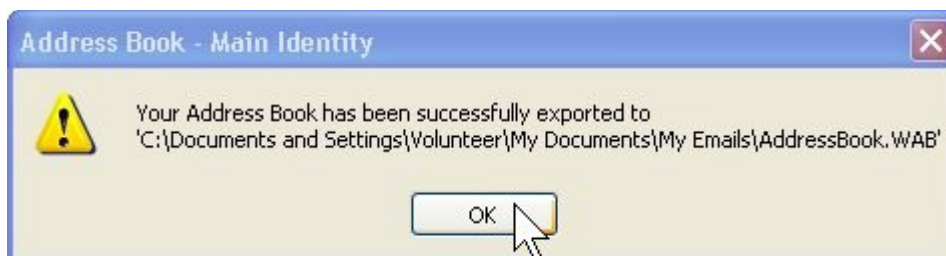 Address Book - Main Identity
Your Address Book has been successfully exported to
'C:\Documents and Settings\Volunteer\My Documents\My Emails\AddressBook.WAB'
OK